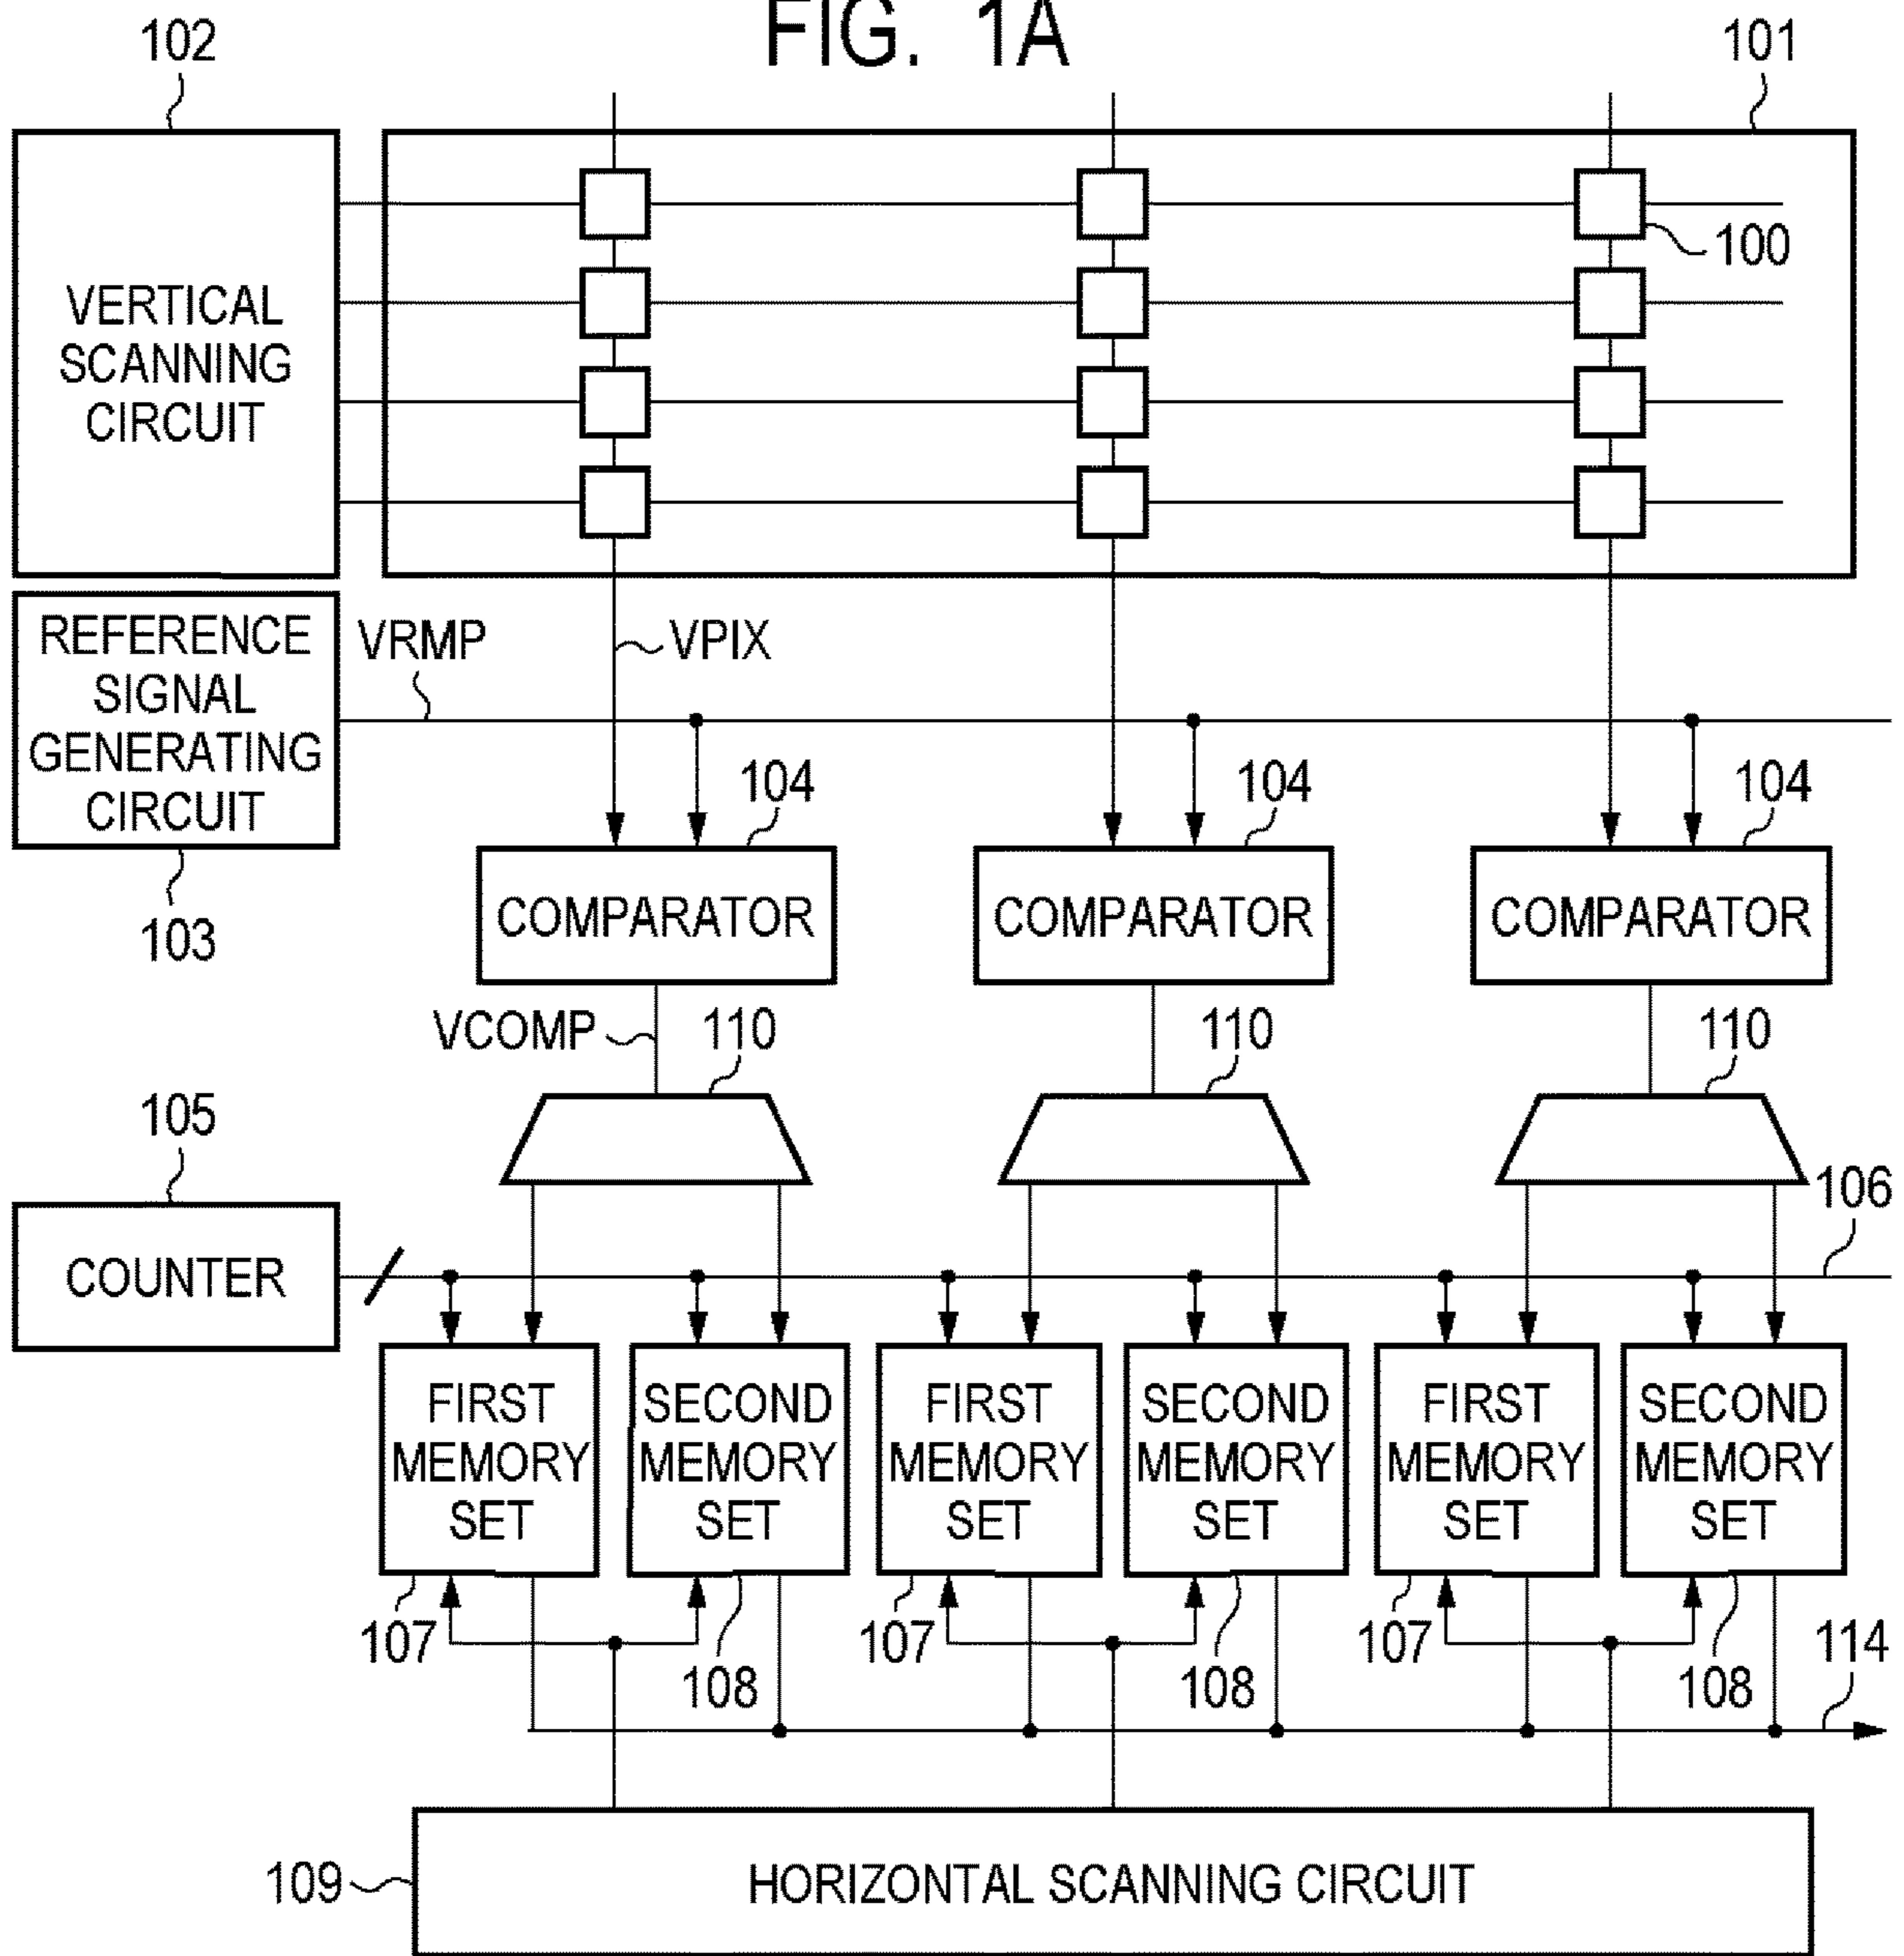 FIG. 1A
102
101
100
VERTICAL
SCANNING
CIRCUIT
REFERENCE
SIGNAL
GENERATING
CIRCUIT
103
VRMP
VPIX
104
104
104
COMPARATOR
COMPARATOR
COMPARATOR
VCOMP
110
110
110
105
COUNTER
106
FIRST
MEMORY
SET
SECOND
MEMORY
SET
FIRST
MEMORY
SET
SECOND
MEMORY
SET
FIRST
MEMORY
SET
SECOND
MEMORY
SET
107
108
107
108
107
108
114
109
HORIZONTAL SCANNING CIRCUIT